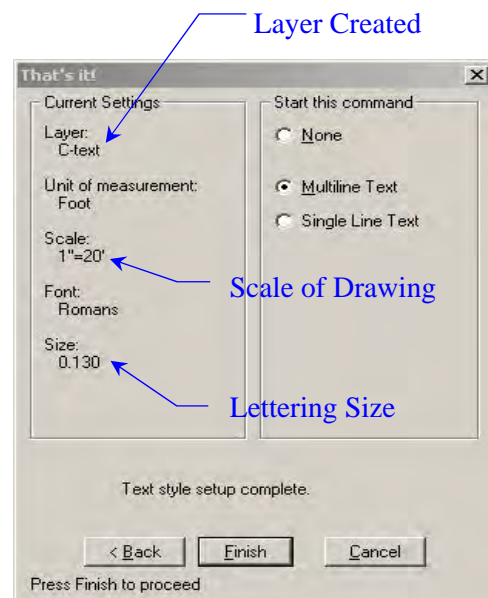 Layer Created
That's it!
Current Settings
Layer:
C-text
Unit of measurement:
Foot
Scale:
1"=20'
Scale of Drawing
Font:
Romans
Size:
0.130
Lettering Size
Start this command
None
Multiline Text
Single Line Text
Text style setup complete.
< Back
Finish
Cancel
Press Finish to proceed